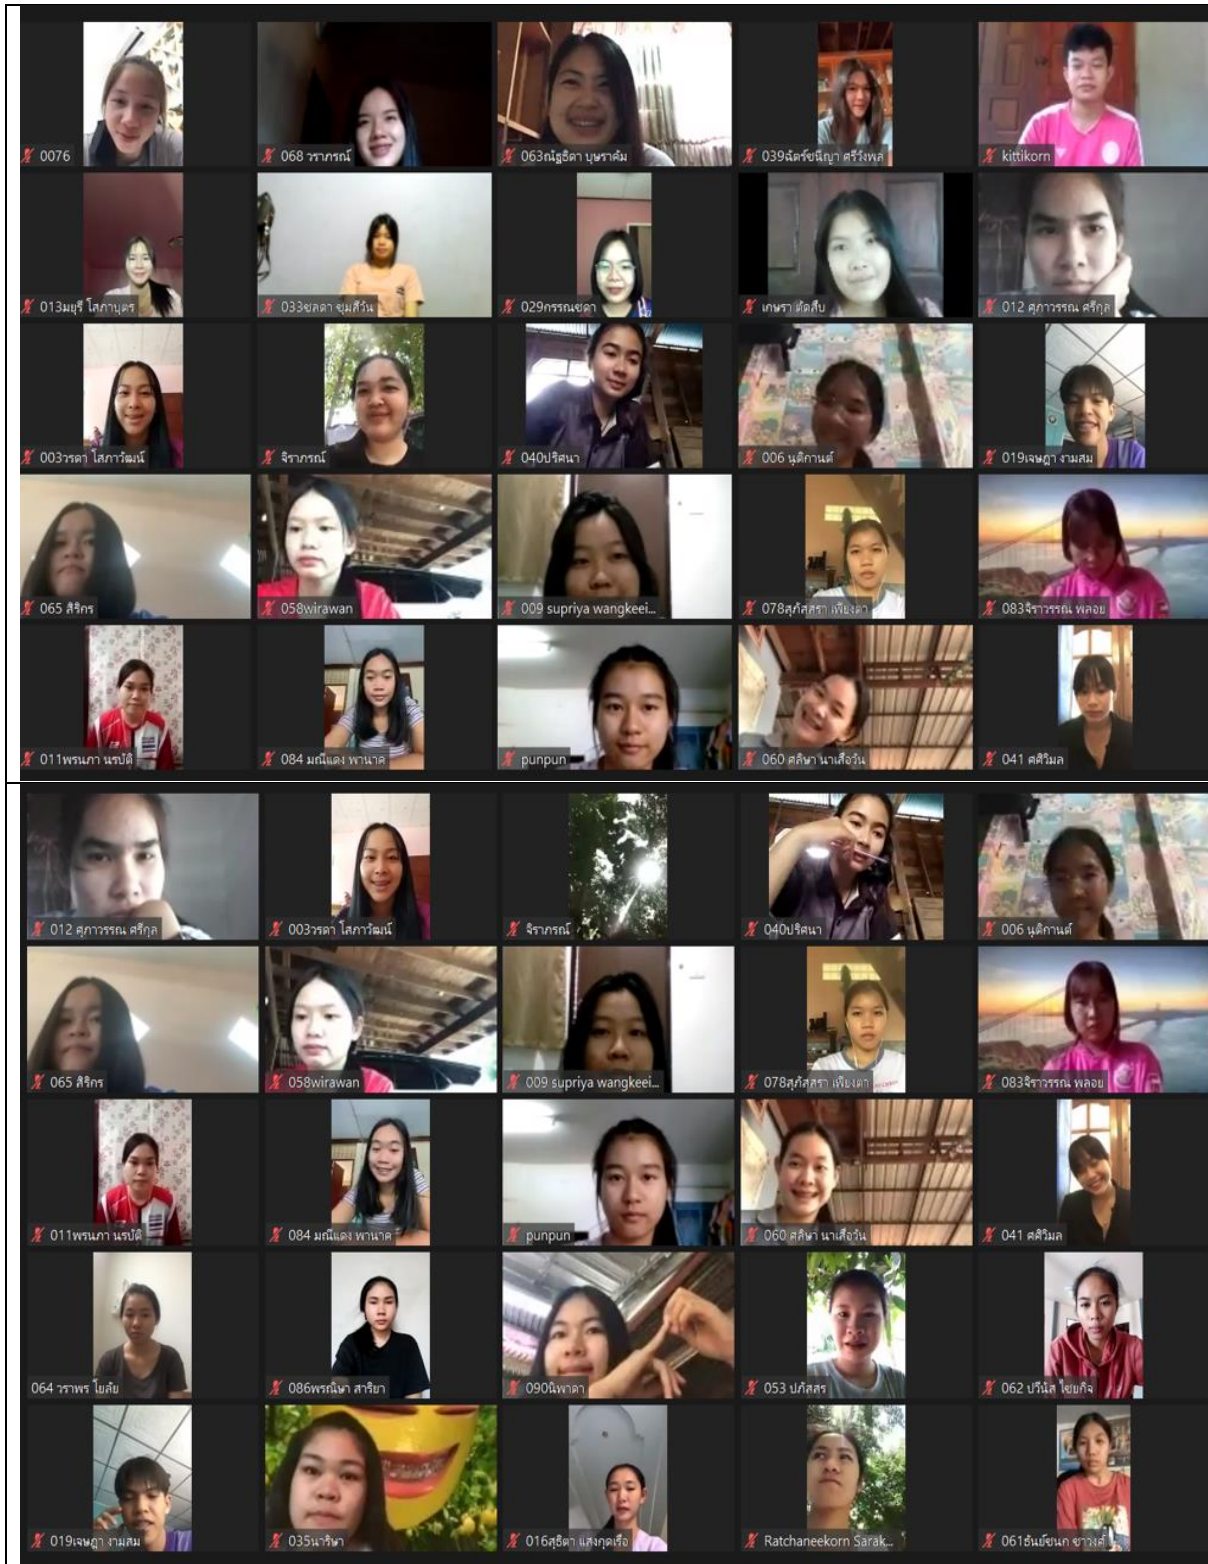 0076
068 วราภรณ์
063ณัฐธิดา บุษราคัม
039ฉัตร์ชนิญา ศรีวังพล
kittikorn
013มยุรี โสภาบุตร
033ชลดา ชุมสีวัน
029กรรณชดา
เกษรา ตัดสืบ
012 ศุภาวรรณ ศรีกุล
003วรดา โสภาวัฒน์
จิราภรณ์
040ปริศนา
006 นุติกานต์
019เจษฎา งามสม
065 สิริกร
058wirawan
009 supriya wangkeei...
078สุภัสสรา เพียงตา
083จิราวรรณ พลอย
011พรนภา นรบัติ
084 มณีแดง พานาด
punpun
060 ศลิษา นาเสือวัน
041 ศศิวิมล
012 ศุภาวรรณ ศรีกุล
003วรดา โสภาวัฒน์
จิราภรณ์
040ปริศนา
006 นุติกานต์
065 สิริกร
058wirawan
009 supriya wangkeei...
078สุภัสสรา เพียงตา
083จิราวรรณ พลอย
011พรนภา นรบัติ
084 มณีแดง พานาด
punpun
060 ศลิษา นาเสือวัน
041 ศศิวิมล
064 วราพร โยลัย
086พรณิษา สาริยา
090นิพาดา
053 ปภัสสร
062 ปวีนัส ไชยกิจ
019เจษฎา งามสม
035นาริษา
016สุธิตา แสงกุดเรือ
Ratchaneekorn Sarak...
061ธันย์ชนก ชาวงศ์